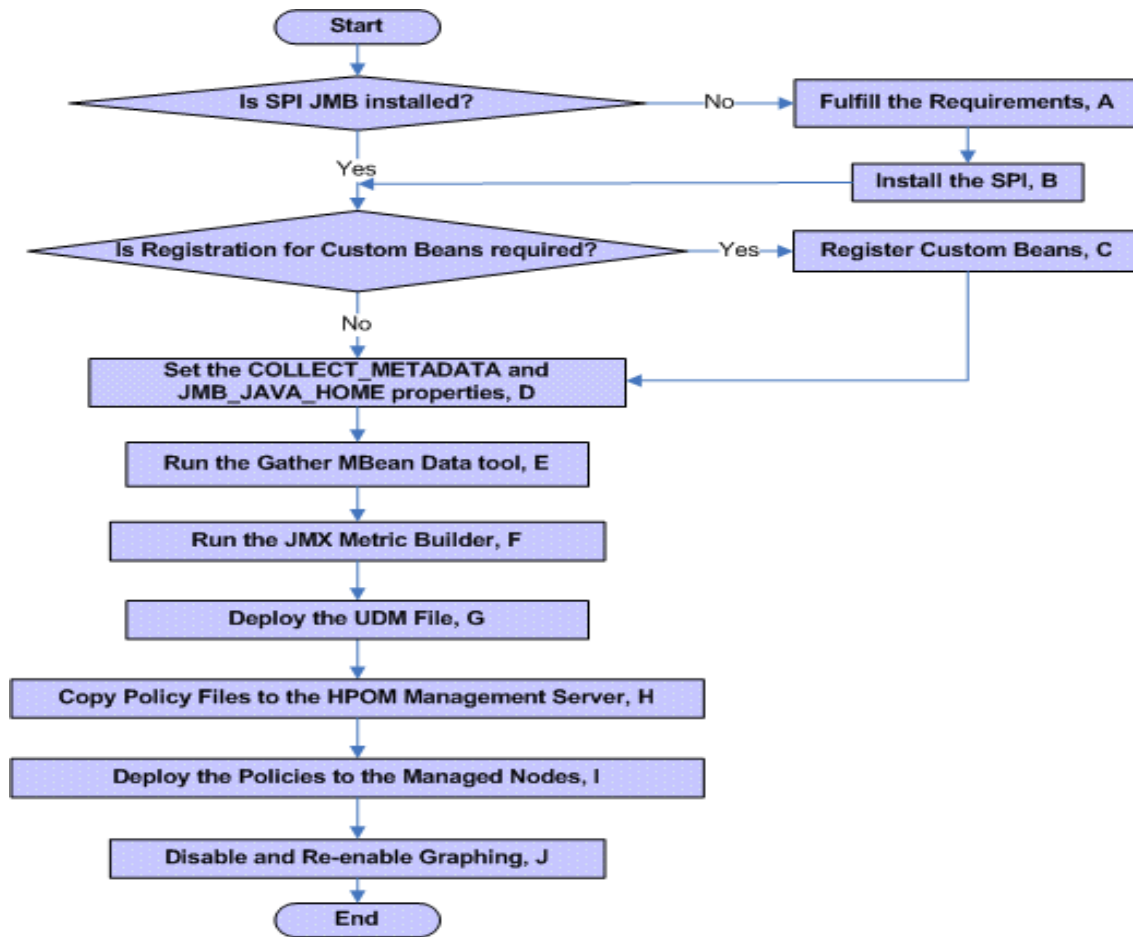 Start
Is SPI JMB installed?
No
Fulfill the Requirements, A
Yes
Install the SPI, B
Is Registration for Custom Beans required?
Yes
Register Custom Beans, C
No
Set the COLLECT_METADATA and
JMB_JAVA_HOME properties, D
Run the Gather MBean Data tool, E
Run the JMX Metric Builder, F
Deploy the UDM File, G
Copy Policy Files to the HPOM Management Server, H
Deploy the Policies to the Managed Nodes, I
Disable and Re-enable Graphing, J
End